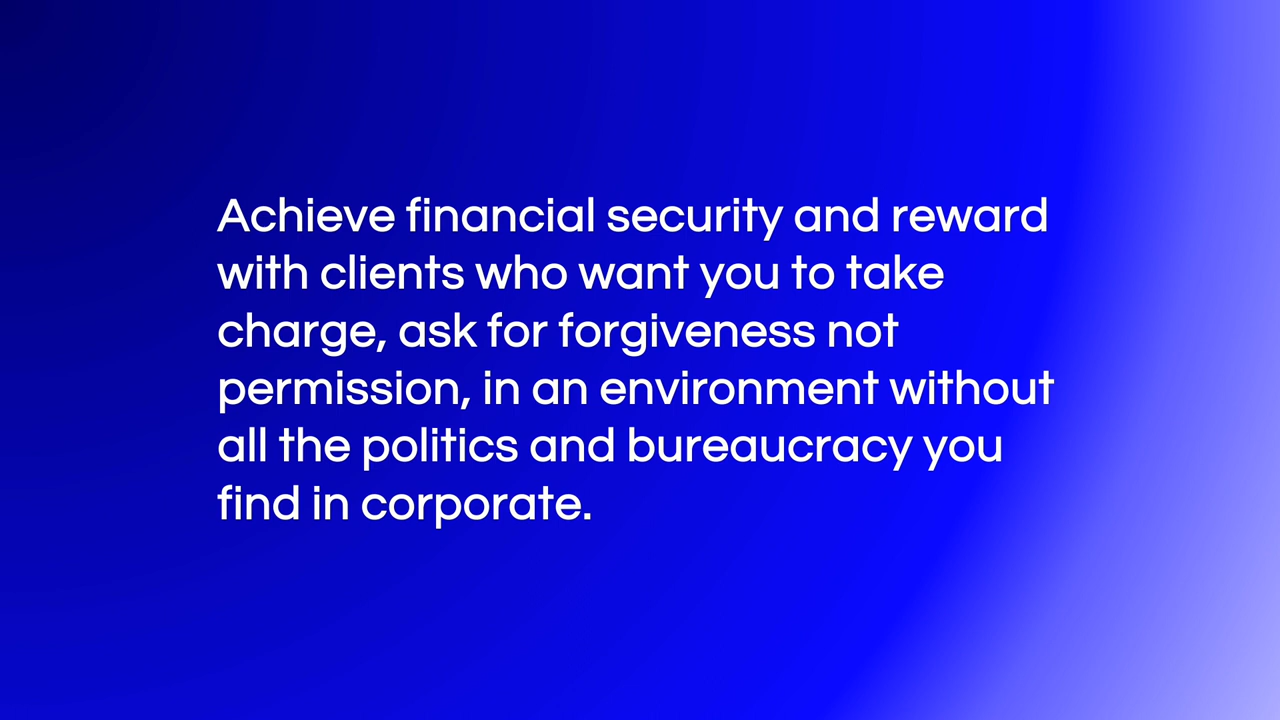 Achieve financial security and reward
with clients who want you to take
charge, ask for forgiveness not
permission, in an environment without
all the politics and bureaucracy you
find in corporate.